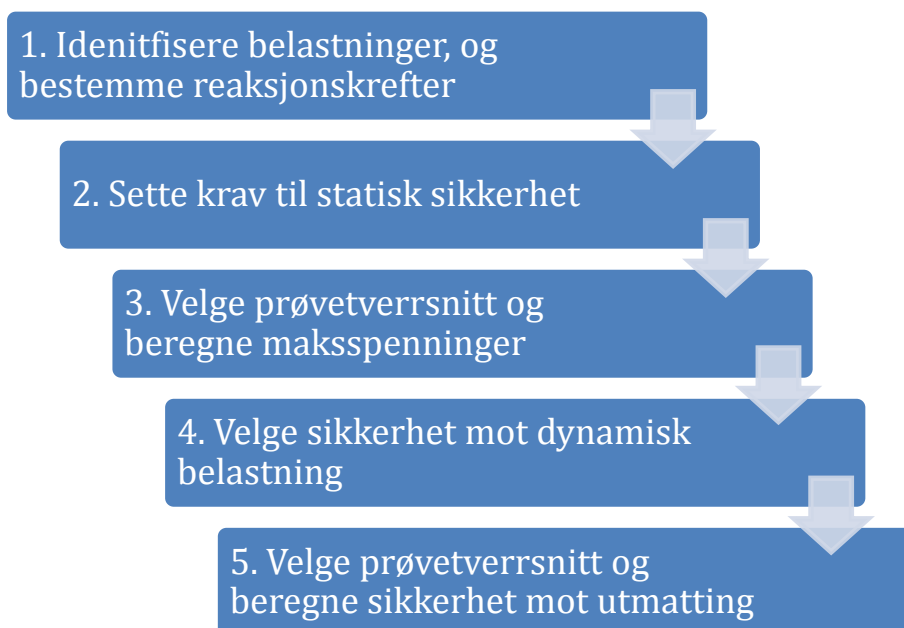 1. Idenitfisere belastninger, og
bestemme reaksjonskrefter
2. Sette krav til statisk sikkerhet
3. Velge prøvetverrsnitt og
beregne maksspenninger
4. Velge sikkerhet mot dynamisk
belastning
5. Velge prøvetverrsnitt og
beregne sikkerhet mot utmatting